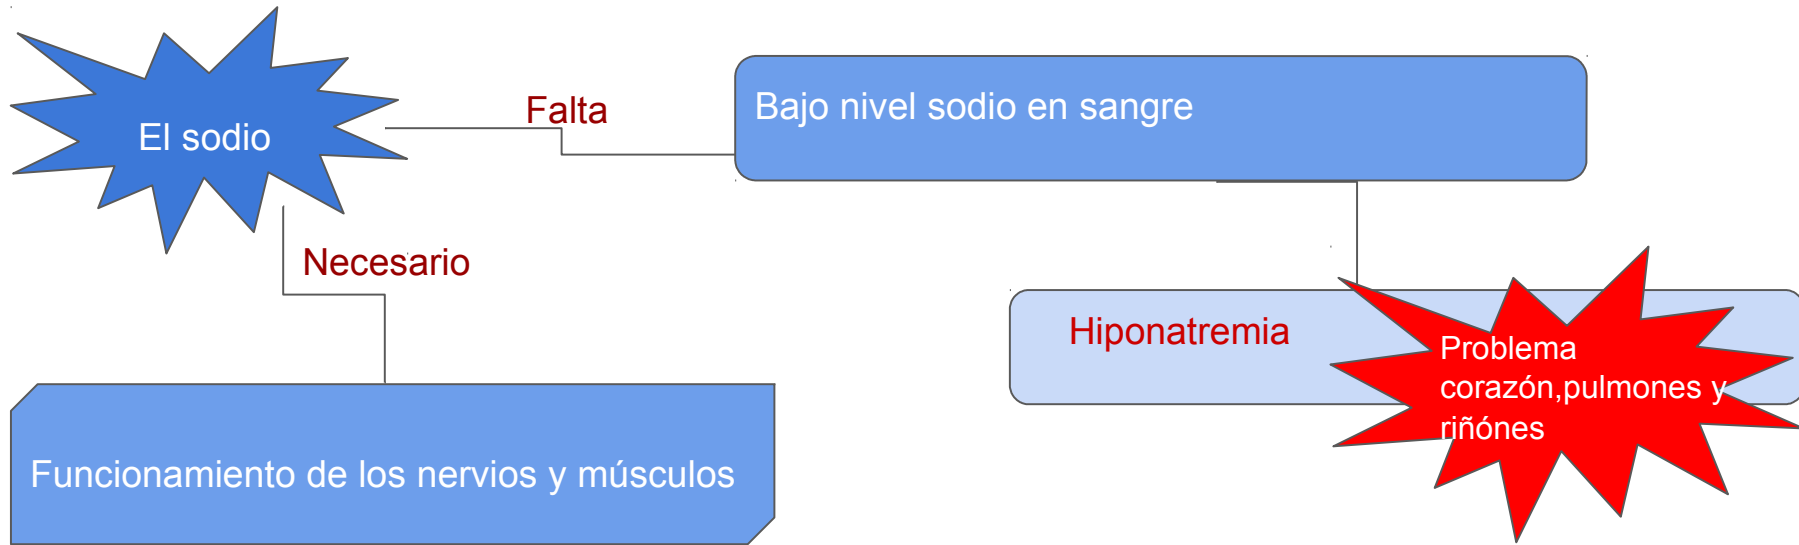 El sodio
Falta
Bajo nivel sodio en sangre
Necesario
Hiponatremia
Problema
corazón,pulmones y
riñónes
Funcionamiento de los nervios y músculos